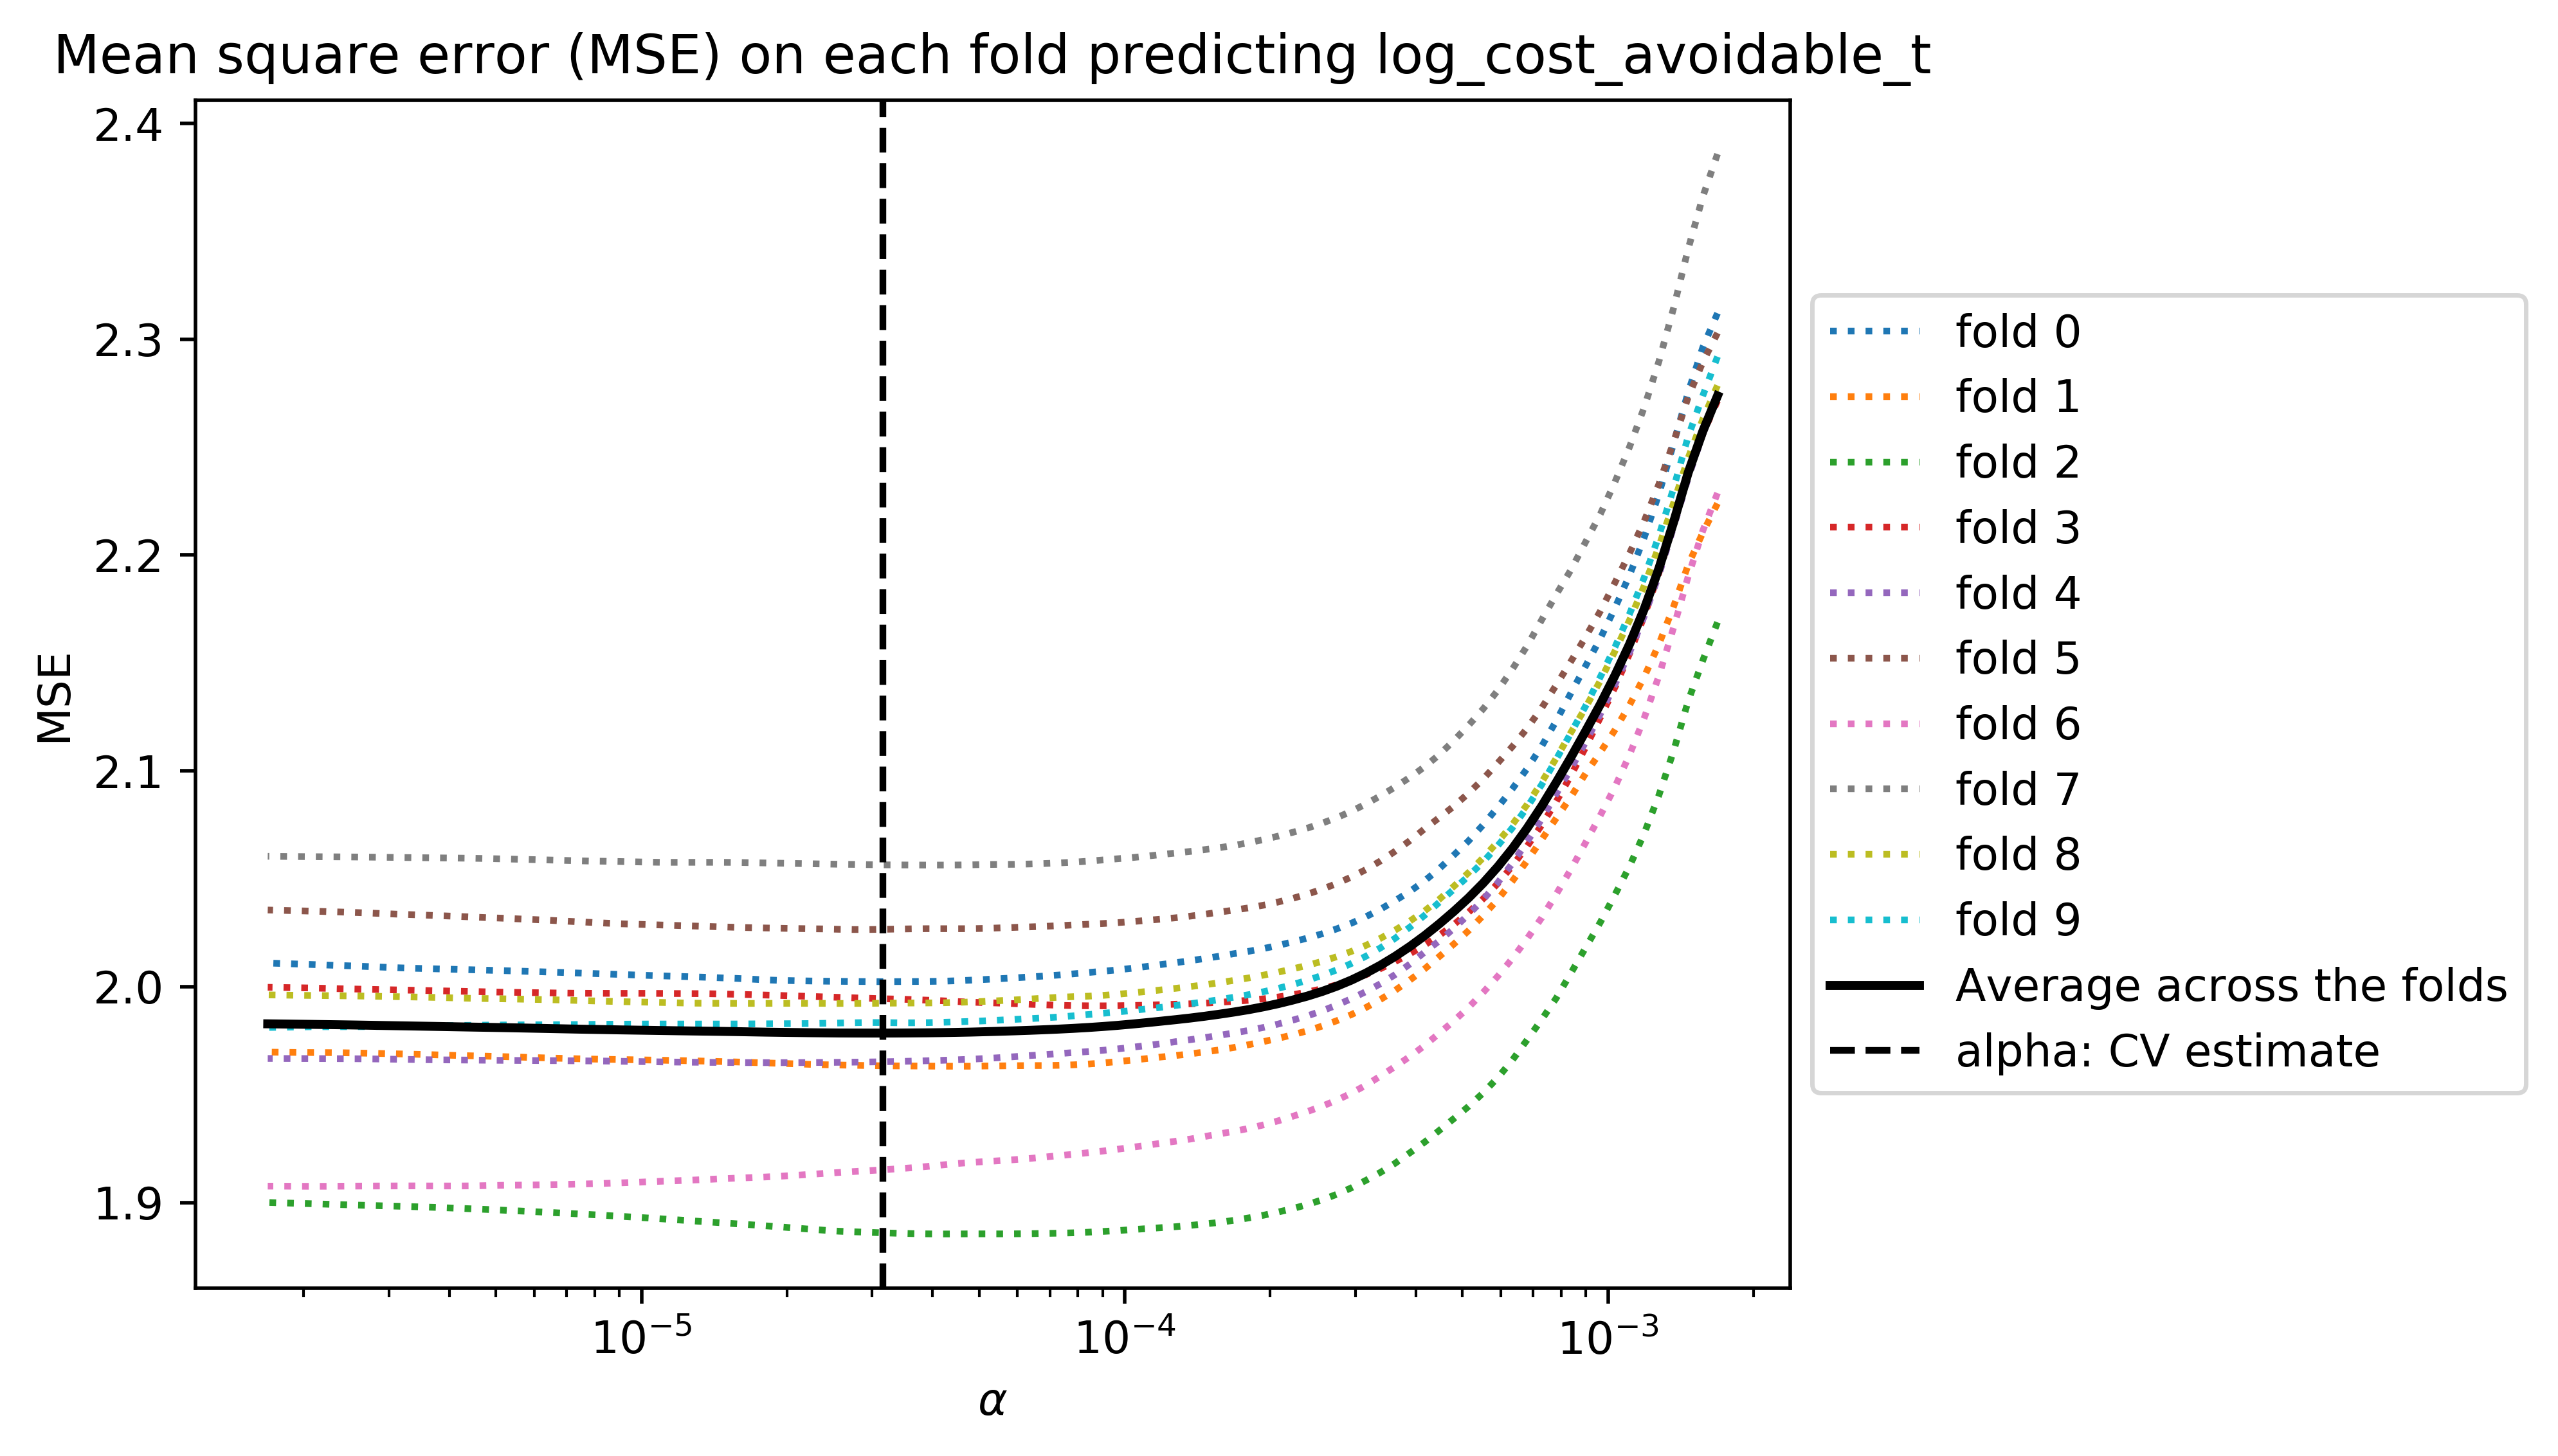 Mean square error (MSE) on each fold predicting log_cost_avoidable_t
2.4
2.3
2.2
2.1
2.0
1.9
MSE
10⁻⁵
10⁻⁴
10⁻³
α
fold 0
fold 1
fold 2
fold 3
fold 4
fold 5
fold 6
fold 7
fold 8
fold 9
Average across the folds
alpha: CV estimate